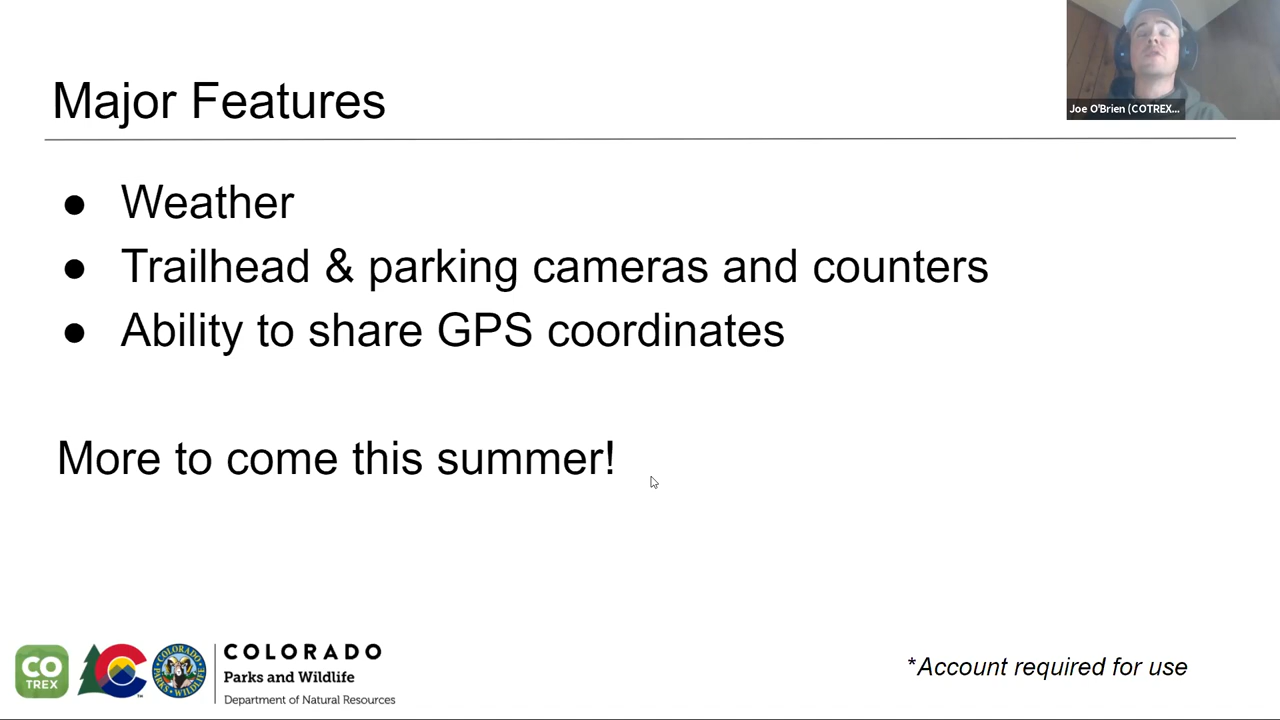 Major Features
Joe O'Brien (COTREX...
● Weather
● Trailhead & parking cameras and counters
● Ability to share GPS coordinates
More to come this summer!
CO
TREX
COLORADO
Parks and Wildlife
Department of Natural Resources
*Account required for use